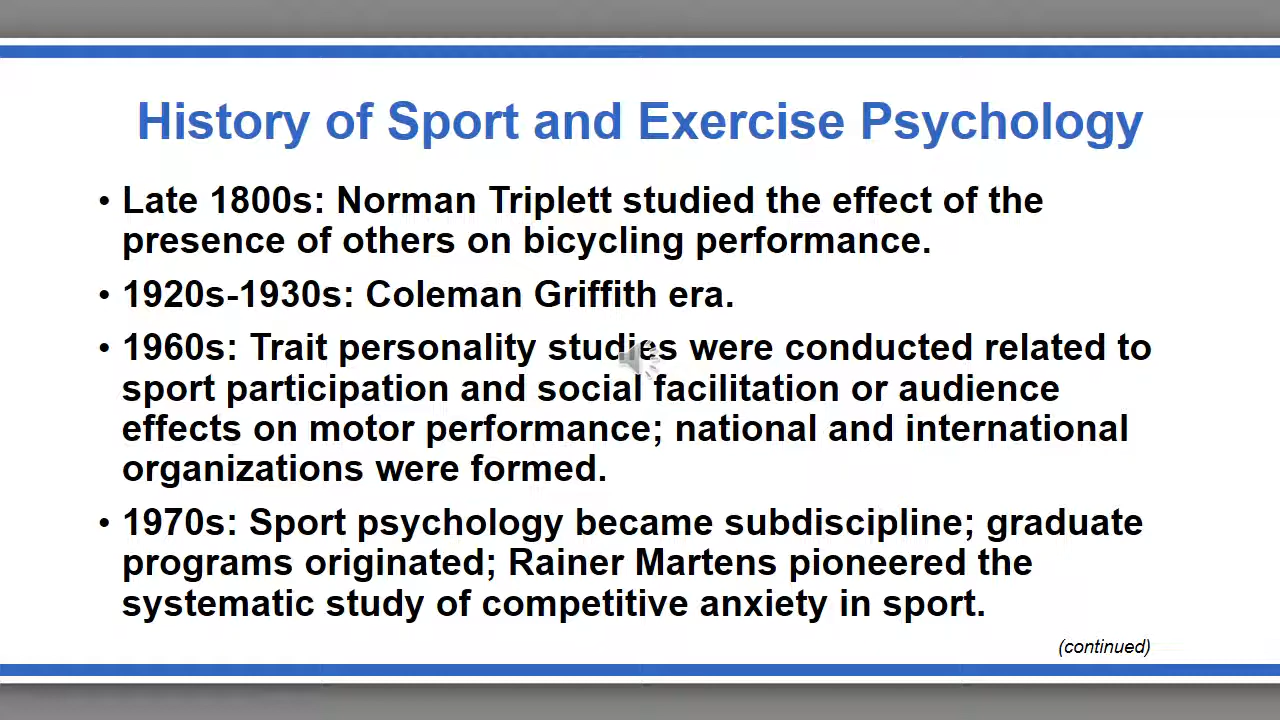 History of Sport and Exercise Psychology
• Late 1800s: Norman Triplett studied the effect of the
presence of others on bicycling performance.
• 1920s-1930s: Coleman Griffith era.
• 1960s: Trait personality studies were conducted related to
sport participation and social facilitation or audience
effects on motor performance; national and international
organizations were formed.
• 1970s: Sport psychology became subdiscipline; graduate
programs originated; Rainer Martens pioneered the
systematic study of competitive anxiety in sport.
(continued)